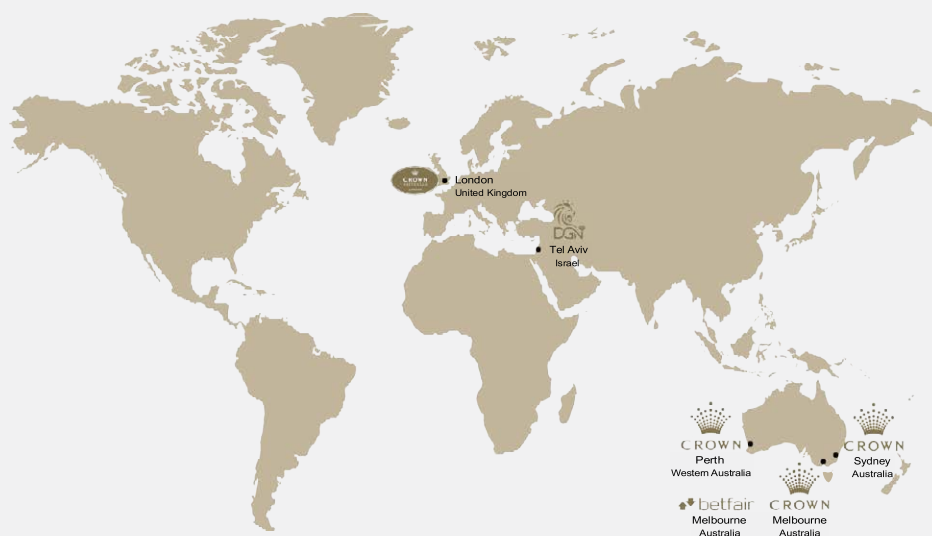 CROWN
London
United Kingdom
DGN
Tel Aviv
Israel
CROWN
Perth
Western Australia
CROWN
Sydney
Australia
betfair
Melbourne
Australia
CROWN
Melbourne
Australia